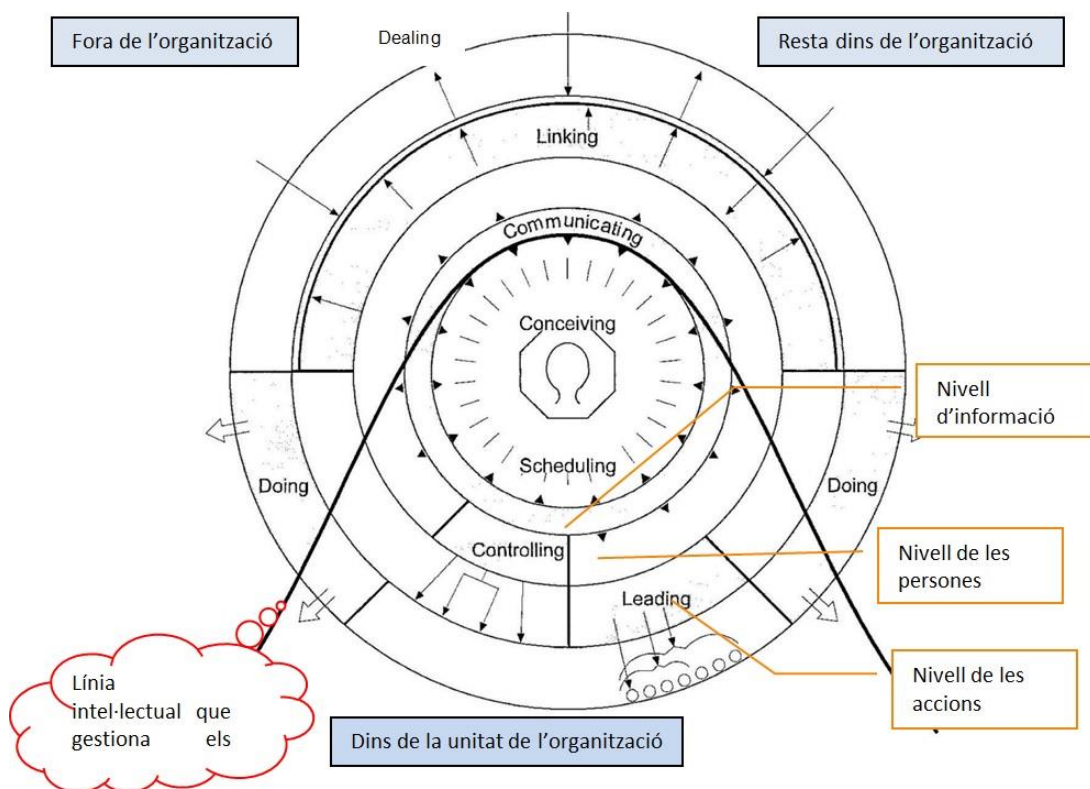 Fora de l’organització
Dealing
Resta dins de l’organització
Linking
Communicating
Conceiving
Nivell
d’informació
Scheduling
Doing
Doing
Controlling
Nivell de les
persones
Leading
Línia
intel·lectual que
gestiona els
Nivell de les
accions
Dins de la unitat de l’organització